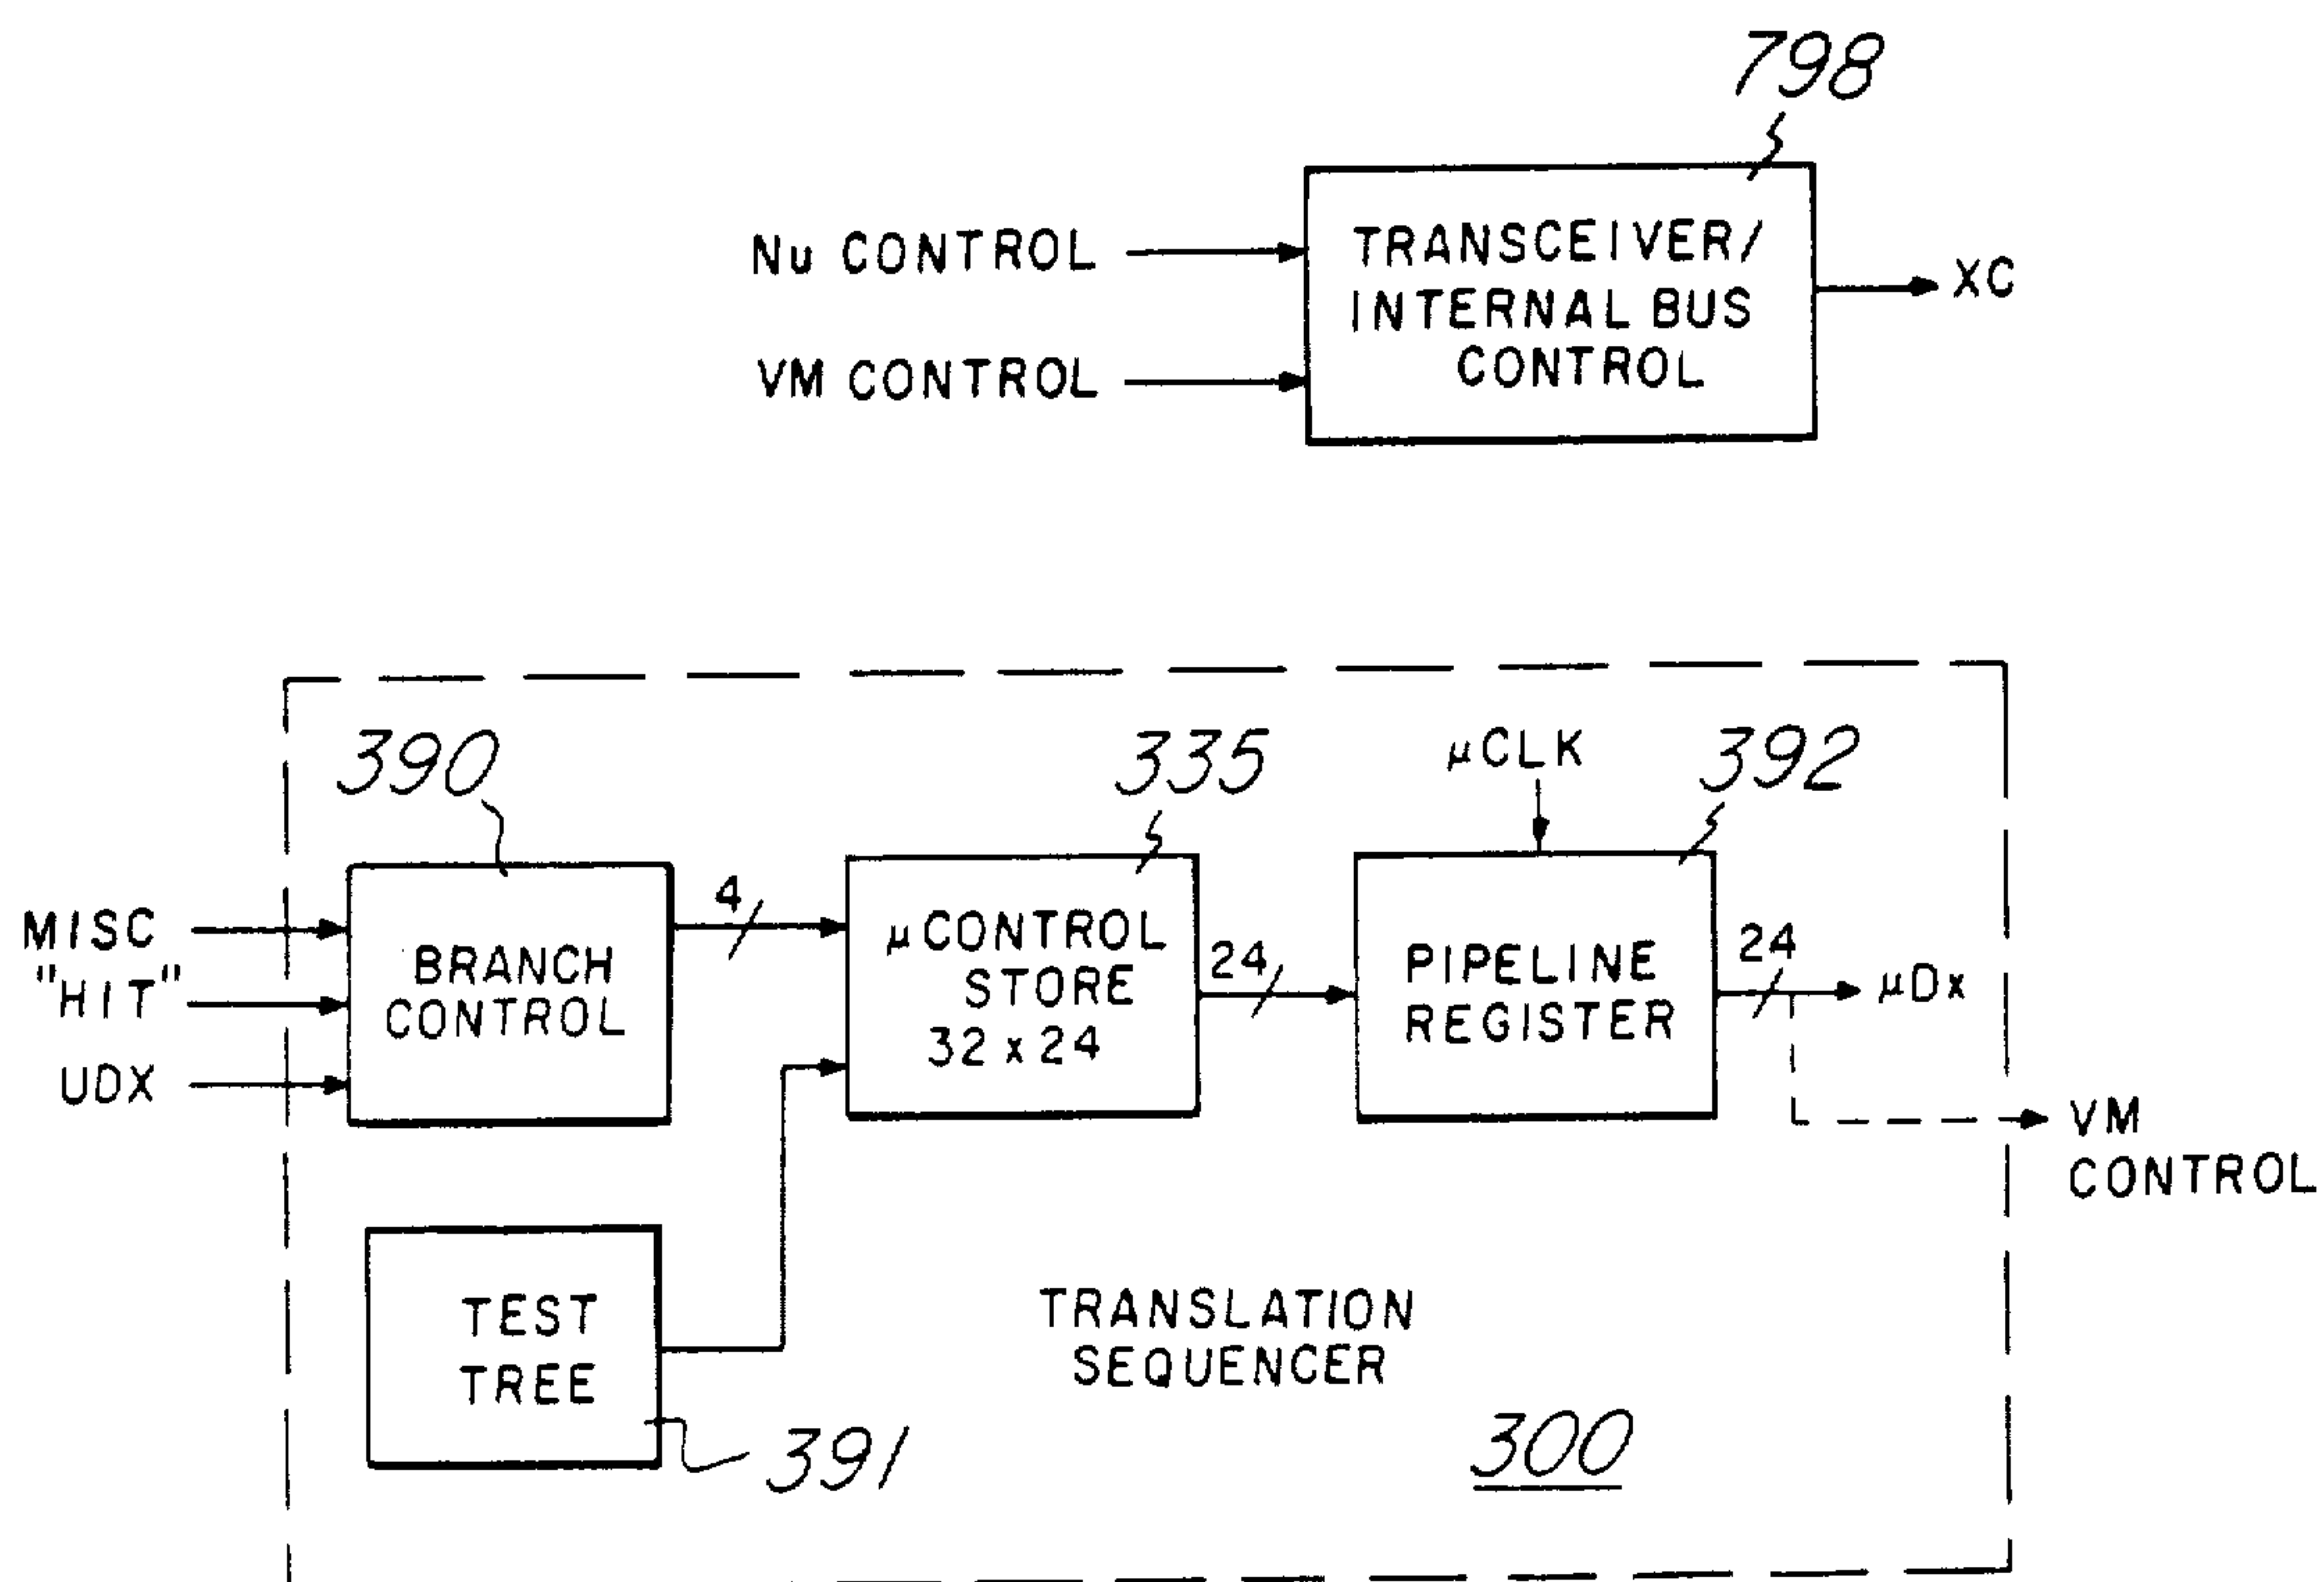 798
Nu CONTROL
VM CONTROL
TRANSCEIVER/
INTERNAL BUS
CONTROL
XC
390
335
μCLK
392
MISC
"HIT"
UDX
BRANCH
CONTROL
4
μCONTROL
STORE
32 x 24
24
PIPELINE
REGISTER
24
μDx
VM
CONTROL
TEST
TREE
391
TRANSLATION
SEQUENCER
300